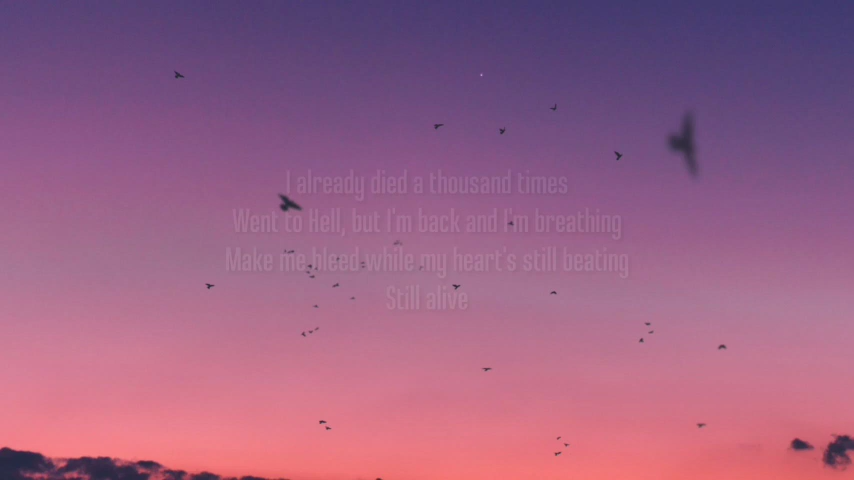 I already died a thousand times
Went to Hell, but I'm back and I'm breathing
Make me bleed while my heart's still beating
Still alive